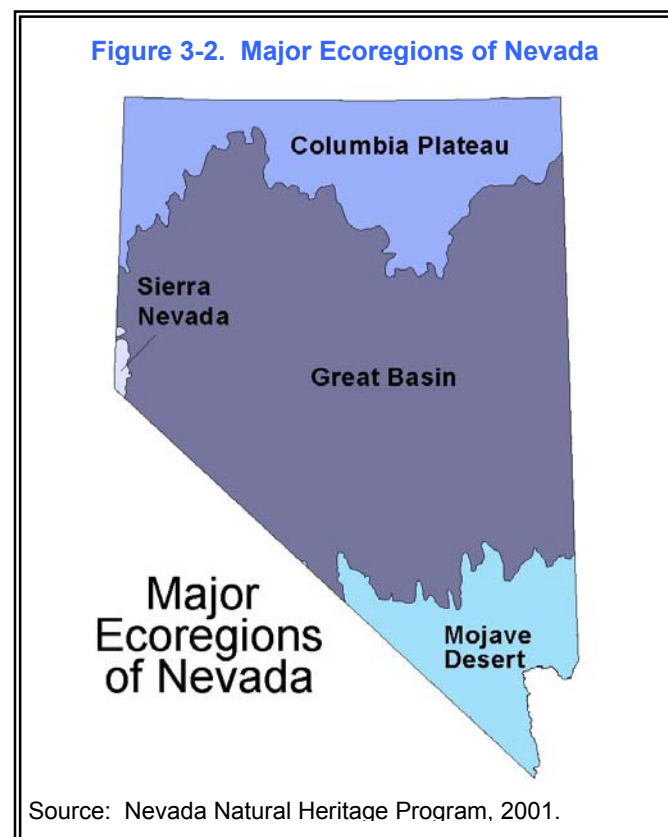 Figure 3-2.  Major Ecoregions of Nevada
Columbia Plateau
Sierra
Nevada
Great Basin
Mojave
Desert
Major
Ecoregions
of Nevada
Source:  Nevada Natural Heritage Program, 2001.